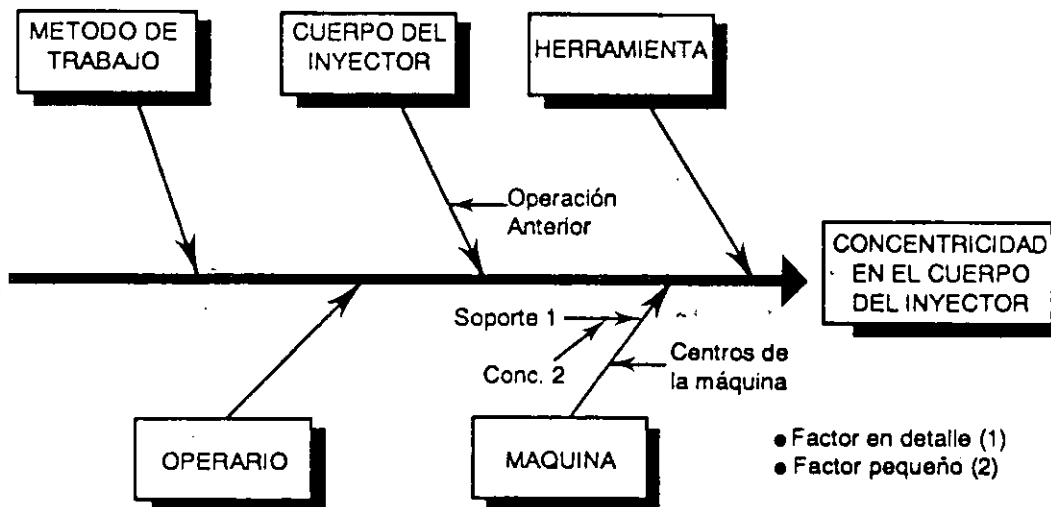 METODO DE
TRABAJO
CUERPO DEL
INYECTOR
HERRAMIENTA
Operación
Anterior
CONCENTRICIDAD
EN EL CUERPO
DEL INYECTOR
Soporte 1
Conc. 2
Centros de
la máquina
OPERARIO
MAQUINA
● Factor en detalle (1)
● Factor pequeño (2)